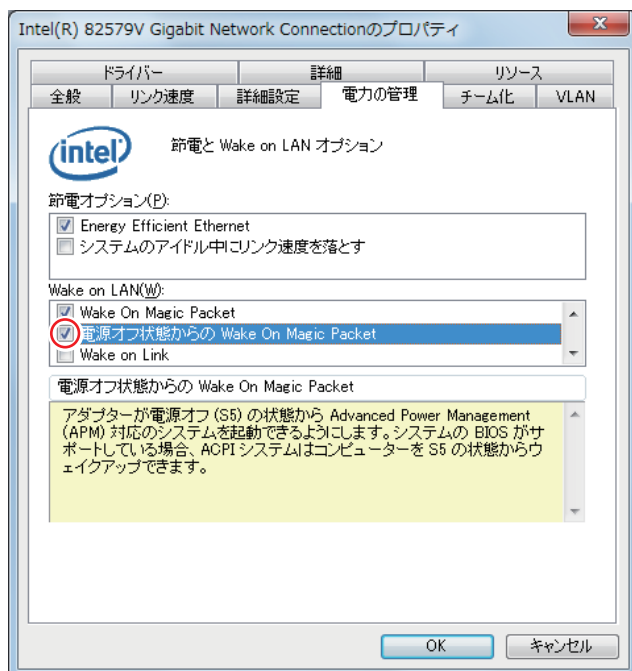 Intel(R) 82579V Gigabit Network Connectionのプロパティ
ドライバー 詳細 リソース
全般 リンク速度 詳細設定 電力の管理 チーム化 VLAN
intel 節電と Wake on LAN オプション
節電オプション(P):
Energy Efficient Ethernet
システムのアイドル中にリンク速度を落とす
Wake on LAN(W):
Wake On Magic Packet
電源オフ状態からの Wake On Magic Packet
Wake on Link
電源オフ状態からの Wake On Magic Packet
アダプターが電源オフ (S5) の状態から Advanced Power Management
(APM) 対応のシステムを起動できるようにします。システムの BIOS がサ
ポートしている場合、ACPI システムはコンピューターを S5 の状態からウ
ェイクアップできます。
OK キャンセル